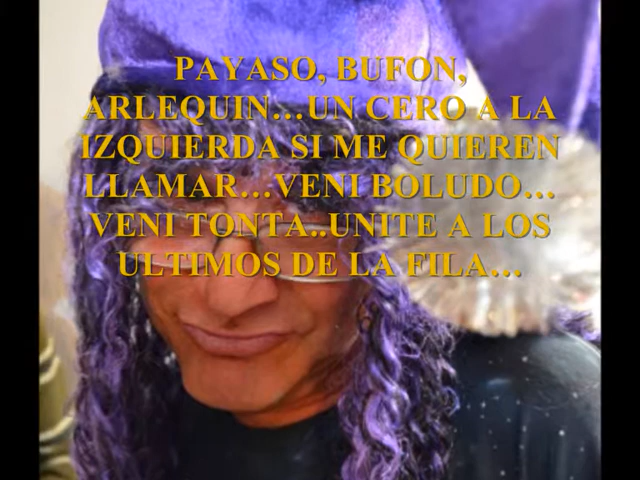 PAYASO, BUFON,
ARLEQUIN...UN CERO A LA
IZQUIERDA SI ME QUIEREN
LLAMAR...VENI BOLUDO...
VENI TONTA..UNITE A LOS
ULTIMOS DE LA FILA...